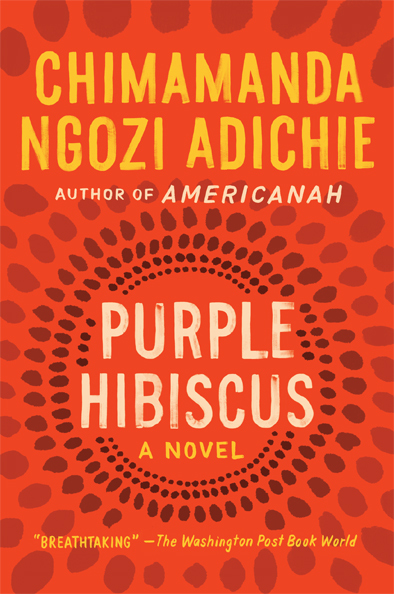 CHIMAMANDA
NGOZI ADICHIE
AUTHOR OF AMERICANAH
PURPLE
HIBISCUS
A NOVEL
“BREATHTAKING” —The Washington Post Book World